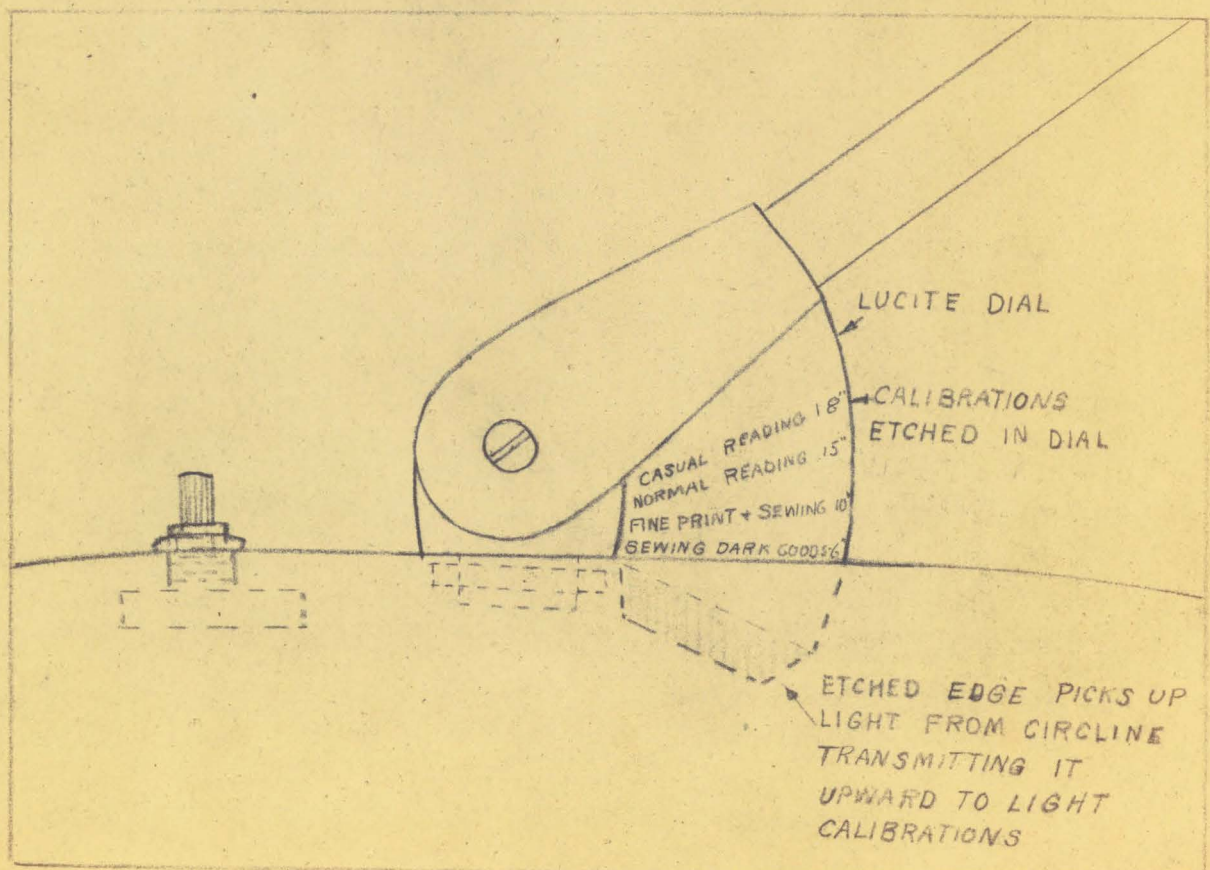 LUCITE DIAL
CALIBRATIONS
ETCHED IN DIAL
CASUAL READING 18"
NORMAL READING 15"
FINE PRINT + SEWING 10"
SEWING DARK GOODS-6"
ETCHED EDGE PICKS UP
LIGHT FROM CIRCLINE
TRANSMITTING IT
UPWARD TO LIGHT
CALIBRATIONS